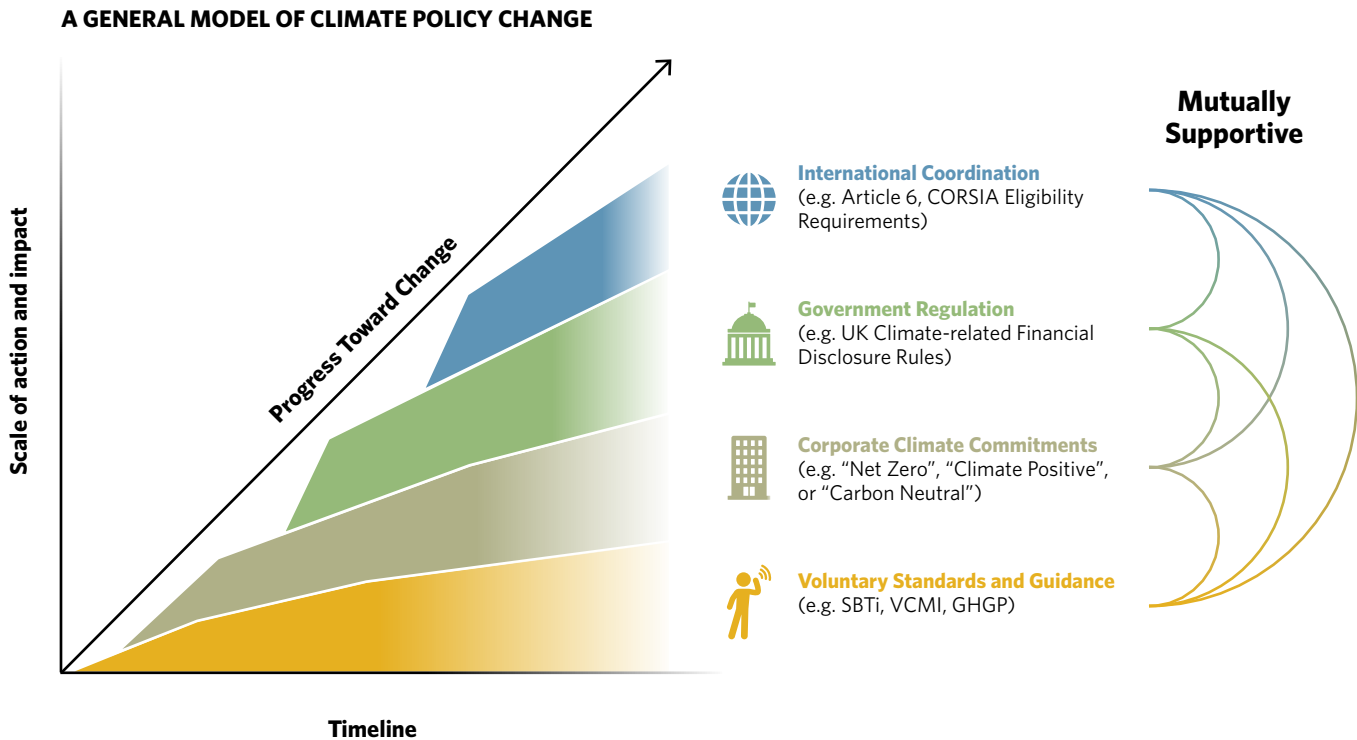 A GENERAL MODEL OF CLIMATE POLICY CHANGE
Scale of action and impact
Progress Toward Change
Timeline
Mutually
Supportive
International Coordination
(e.g. Article 6, CORSIA Eligibility
Requirements)
Government Regulation
(e.g. UK Climate-related Financial
Disclosure Rules)
Corporate Climate Commitments
(e.g. “Net Zero”, “Climate Positive”,
or “Carbon Neutral”)
Voluntary Standards and Guidance
(e.g. SBTi, VCMI, GHGP)